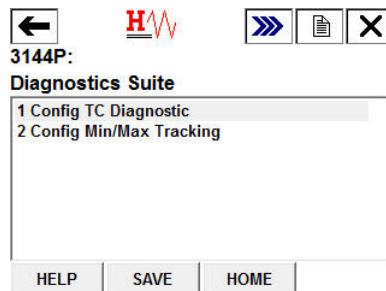 H
3144P:
Diagnostics Suite
1 Config TC Diagnostic
2 Config Min/Max Tracking
HELP SAVE HOME